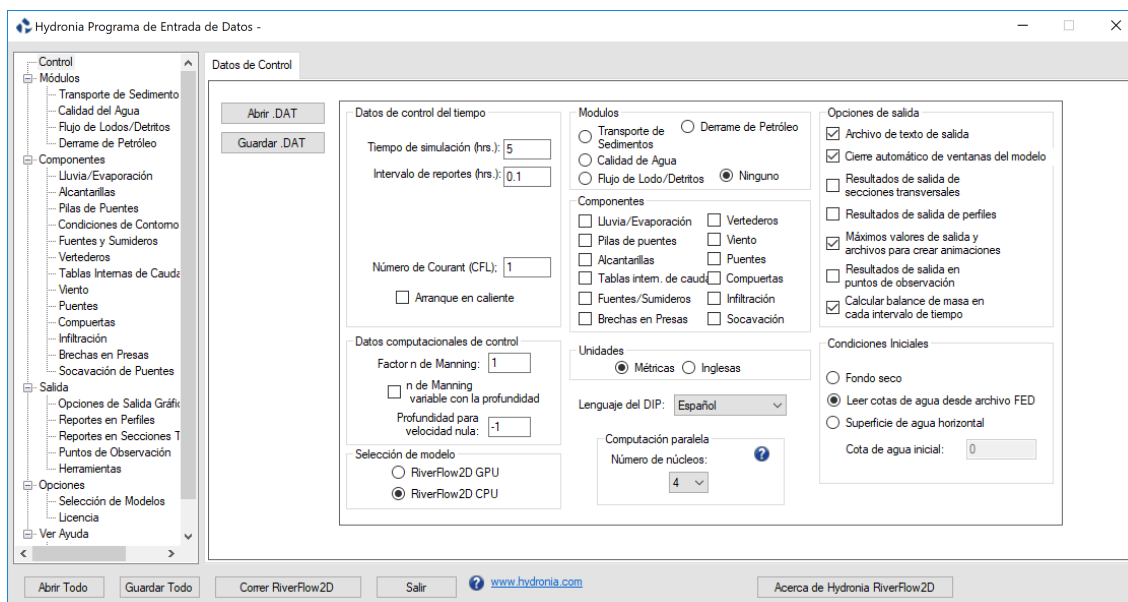 Hydronia Programa de Entrada de Datos -
Control
Módulos
Transporte de Sedimento
Calidad del Agua
Flujo de Lodos/Detritos
Derrame de Petróleo
Componentes
Lluvia/Evaporación
Alcantarillas
Pilas de Puentes
Condiciones de Contorno
Fuentes y Sumideros
Vertederos
Tablas Internas de Cauda
Viento
Puentes
Compuertas
Infiltración
Brechas en Presas
Socavación de Puentes
Salida
Opciones de Salida Gráfic
Reportes en Perfiles
Reportes en Secciones T
Puntos de Observación
Herramientas
Opciones
Selección de Modelos
Licencia
Ver Ayuda
Datos de Control
Abrir .DAT
Guardar .DAT
Datos de control del tiempo
Tiempo de simulación (hrs.): 5
Intervalo de reportes (hrs.): 0.1
Número de Courant (CFL); 1
Arranque en caliente
Datos computacionales de control
Factor n de Manning: 1
n de Manning
variable con la profundidad
Profundidad para
velocidad nula: -1
Selección de modelo
RiverFlow2D GPU
RiverFlow2D CPU
Modulos
Transporte de
Sedimentos
Derrame de Petróleo
Calidad de Agua
Flujo de Lodo/Detritos
Ninguno
Componentes
Lluvia/Evaporación
Vertederos
Pilas de puentes
Viento
Alcantarillas
Puentes
Tablas intern. de cauda
Compuertas
Fuentes/Sumideros
Infiltración
Brechas en Presas
Socavación
Unidades
Métricas
Inglesas
Lenguaje del DIP: Español
Computación paralela
Número de núcleos:
4
Opciones de salida
Archivo de texto de salida
Cierre automático de ventanas del modelo
Resultados de salida de
secciones transversales
Resultados de salida de perfiles
Máximos valores de salida y
archivos para crear animaciones
Resultados de salida en
puntos de observación
Calcular balance de masa en
cada intervalo de tiempo
Condiciones Iniciales
Fondo seco
Leer cotas de agua desde archivo FED
Superficie de agua horizontal
Cota de agua inicial: 0
Abrir Todo
Guardar Todo
Correr RiverFlow2D
Salir
www.hydronia.com
Acerca de Hydronia RiverFlow2D